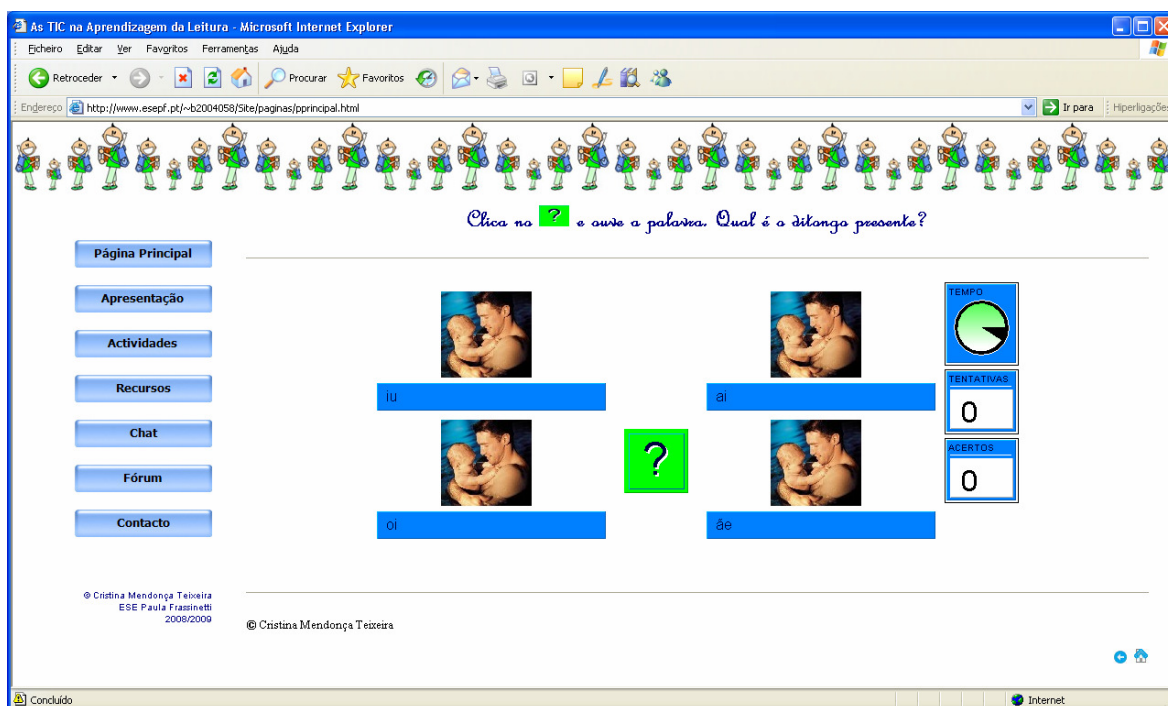 As TIC na Aprendizagem da Leitura - Microsoft Internet Explorer
Ficheiro Editar Ver Favoritos Ferramentas Ajuda
Retroceder Procurar Favoritos
Endereço http://www.esepf.pt/~b2004058/Site/paginas/pprincipal.html Ir para Hiperligações
Clica no ? e ouve a palavra. Qual é o ditongo presente?
Página Principal
Apresentação
Actividades
Recursos
Chat
Fórum
Contacto
iu
ai
oi
ãe
?
TEMPO
TENTATIVAS
0
ACERTOS
0
© Cristina Mendonça Teixeira
ESE Paula Frassinetti
2008/2009
© Cristina Mendonça Teixeira
Concluído Internet